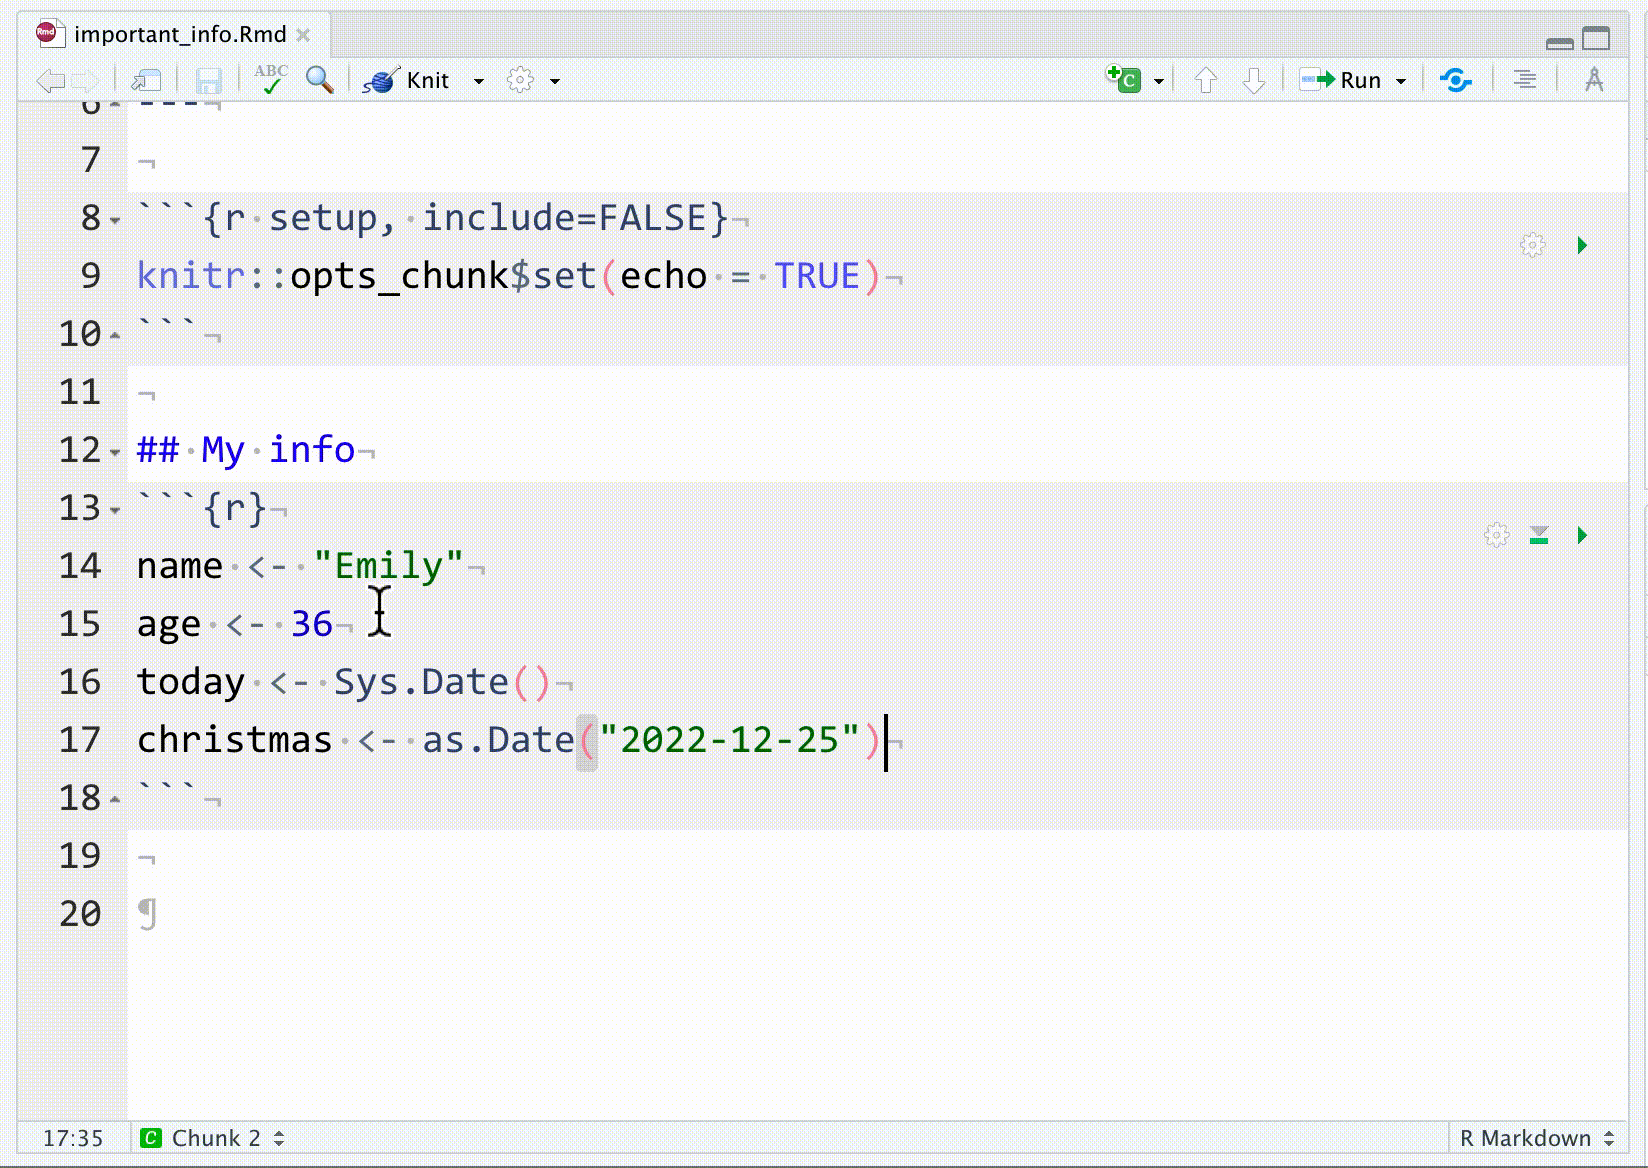 important_info.Rmd
ABC Knit Run
6 ---
7
8 ```{r setup, include=FALSE}
9 knitr::opts_chunk$set(echo = TRUE)
10 ```
11
12 ## My info
13 ```{r}
14 name <- "Emily"
15 age <- 36
16 today <- Sys.Date()
17 christmas <- as.Date("2022-12-25")
18 ```
19
20
17:35 C Chunk 2 R Markdown